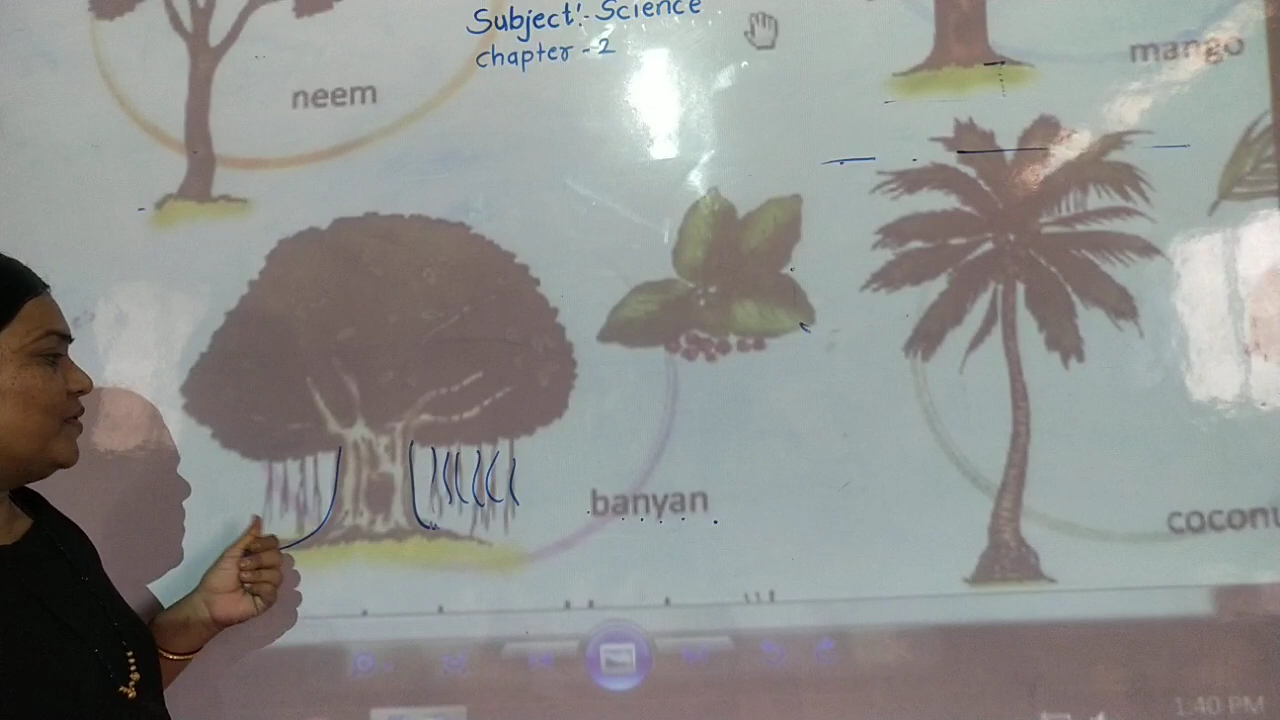 Subject:- Science
chapter - 2
mango
neem
banyan
coconu
1:40 PM